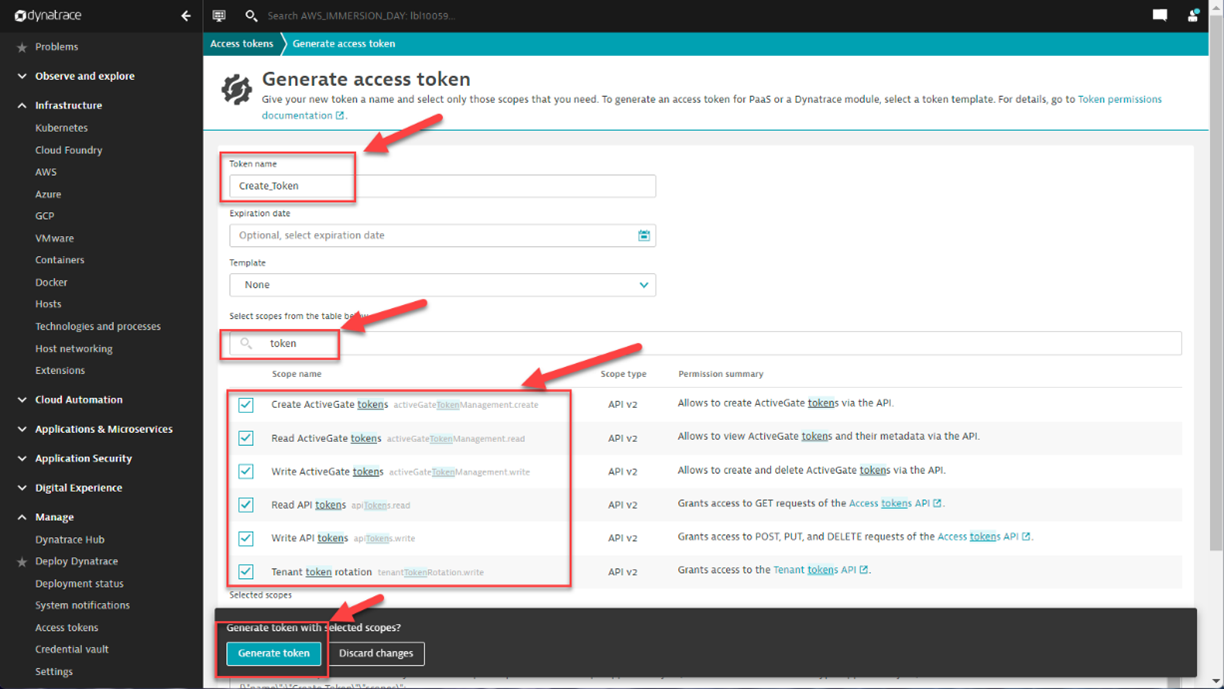 dynatrace
Search AWS_IMMERSION_DAY: fbl10059...
Problems
Observe and explore
Infrastructure
Kubernetes
Cloud Foundry
AWS
Azure
GCP
VMware
Containers
Docker
Hosts
Technologies and processes
Host networking
Extensions
Cloud Automation
Applications & Microservices
Application Security
Digital Experience
Manage
Dynatrace Hub
Deploy Dynatrace
Deployment status
System notifications
Access tokens
Credential vault
Settings
Access tokens Generate access token
Generate access token
Give your new token a name and select only those scopes that you need. To generate an access token for PaaS or a Dynatrace module, select a token template. For details, go to Token permissions
documentation.
Token name
Create_Token
Expiration date
Optional, select expiration date
Template
None
Select scopes from the table
token
Scope name Scope type Permission summary
Create ActiveGate tokens activeGateTokenManagement.create API v2 Allows to create ActiveGate tokens via the API.
Read ActiveGate tokens activeGateTokenManagement.read API v2 Allows to view ActiveGate tokens and their metadata via the API.
Write ActiveGate tokens activeGateTokenManagement.write API v2 Allows to create and delete ActiveGate tokens via the API.
Read API tokens apiTokens.read API v2 Grants access to GET requests of the Access tokens API.
Write API tokens apiTokens.write API v2 Grants access to POST, PUT, and DELETE requests of the Access tokens API.
Tenant token rotation tenantTokenRotation.write API v2 Grants access to the Tenant tokens API.
Selected scopes
Generate token with selected scopes?
Generate token Discard changes